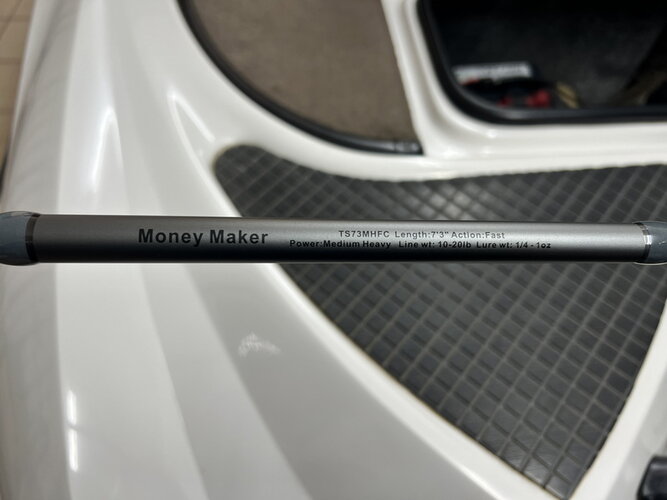 Money Maker
TS73MHFC Length:7'3" Action:Fast
Power:Medium Heavy Line wt: 10-20lb Lure wt: 1/4 - 1oz